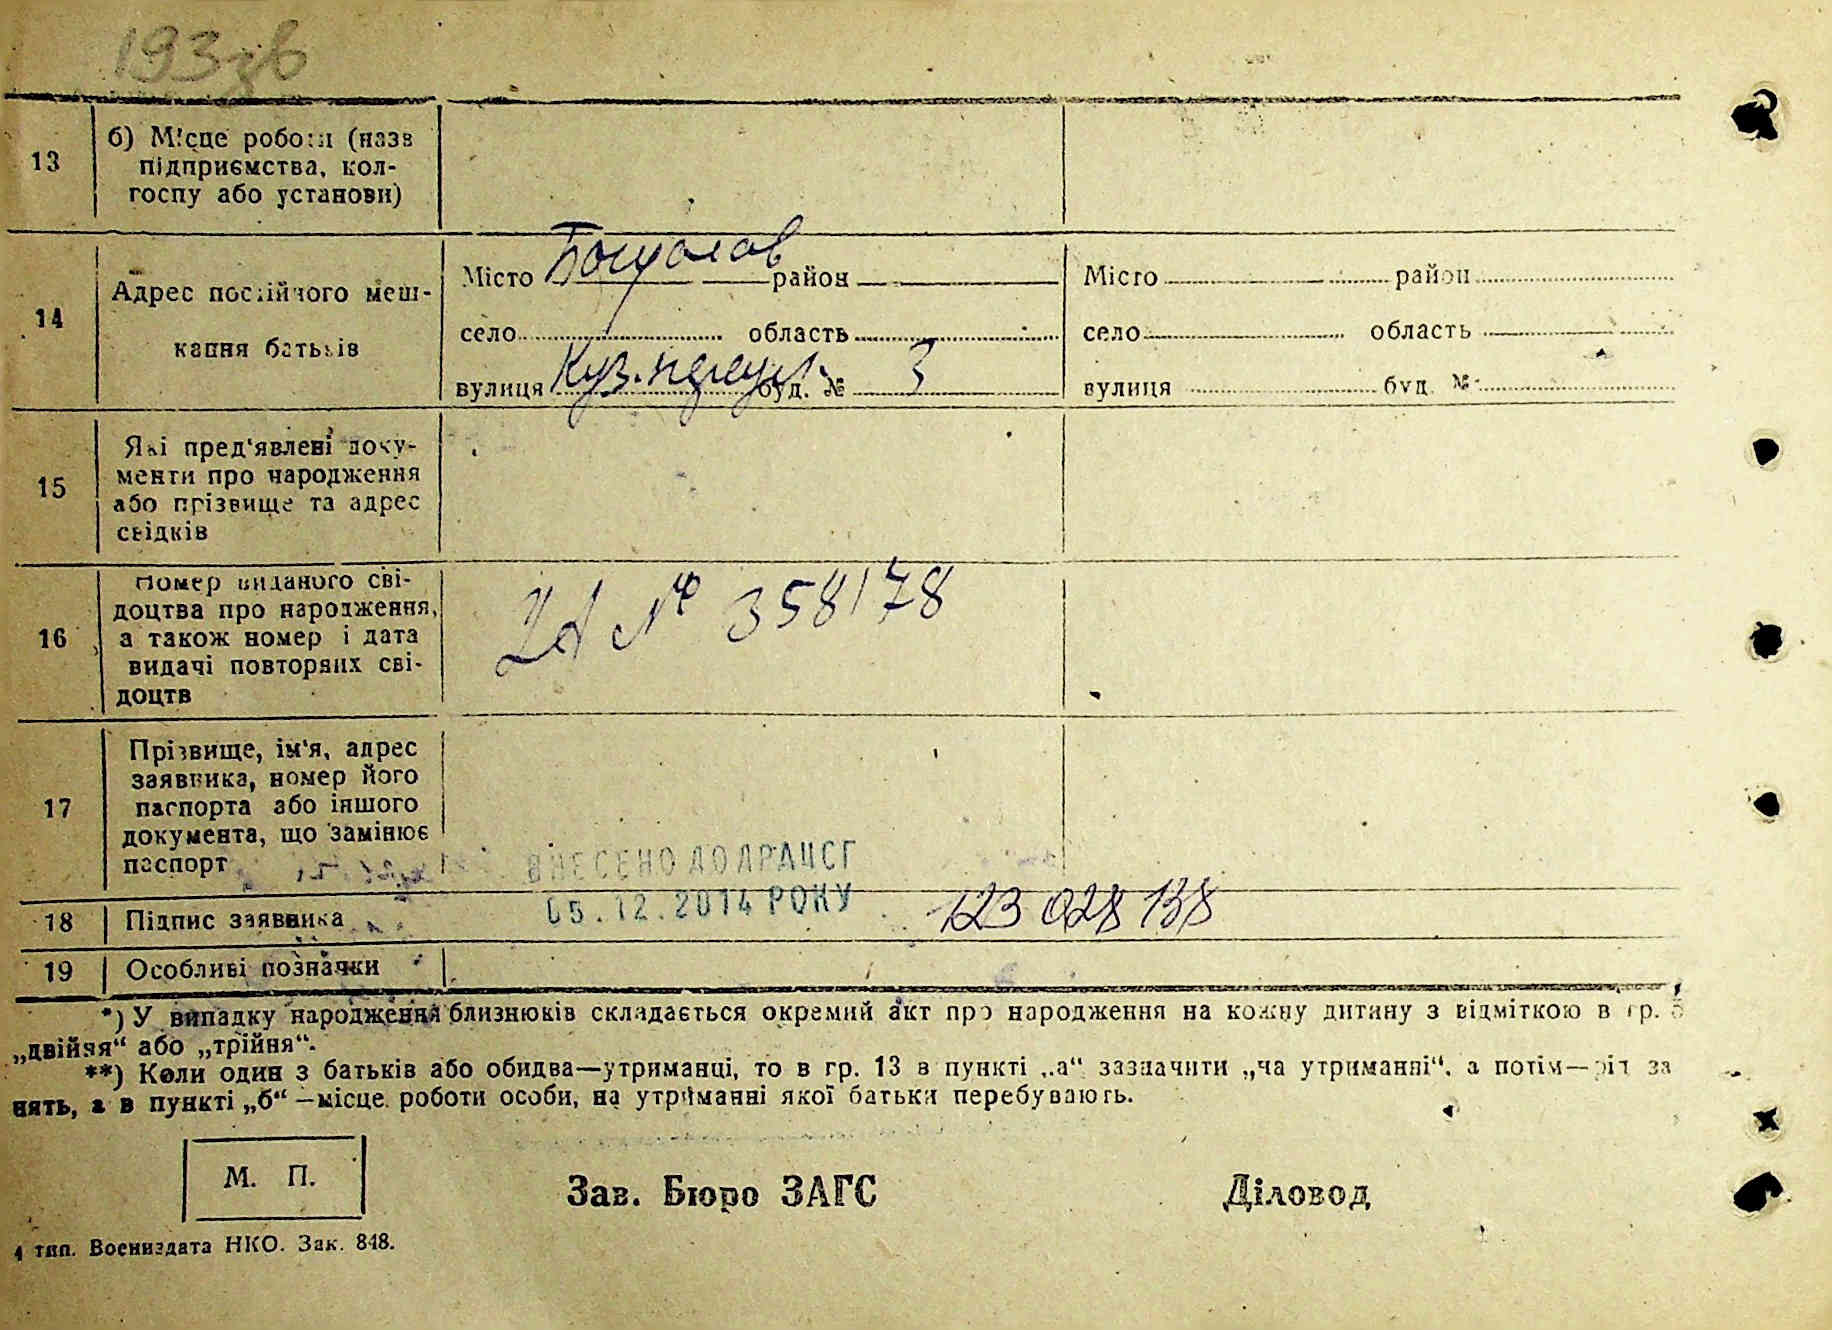 193зв
13
б) Місце роботи (назв
підприємства, кол-
госпу або установи)
14
Адрес постійного меш-
кання батьків
Місто район
село область
вулиця Куз. буд. № 3
Місто район
село область
вулиця буд. №
15
Які пред'явлені доку-
менти про народження
або прізвище та адрес
свідків
16
Номер виданого сві-
доцтва про народження,
а також номер і дата
видачі повторних сві-
доцтв
№ 358178
17
Прізвище, ім'я, адрес
заявника, номер його
паспорта або іншого
документа, що замінює
паспорт
ВНЕСЕНО ДО ДРАЦСГ
05.12.2014 РОКУ
123 028 138
18 Підпис заявника
19 Особливі позначки
*) У випадку народження близнюків складається окремий акт про народження на кожну дитину з відміткою в гр. 5
„двійня“ або „трійня“.
**) Коли один з батьків або обидва—утриманці, то в гр. 13 в пункті „а“ зазначити „на утриманні“, а потім—рід за
нять, а в пункті „б“—місце роботи особи, на утриманні якої батьки перебувають.
М. П.
Зав. Бюро ЗАГС
Діловод
4 тип. Воениздата НКО. Зак. 848.